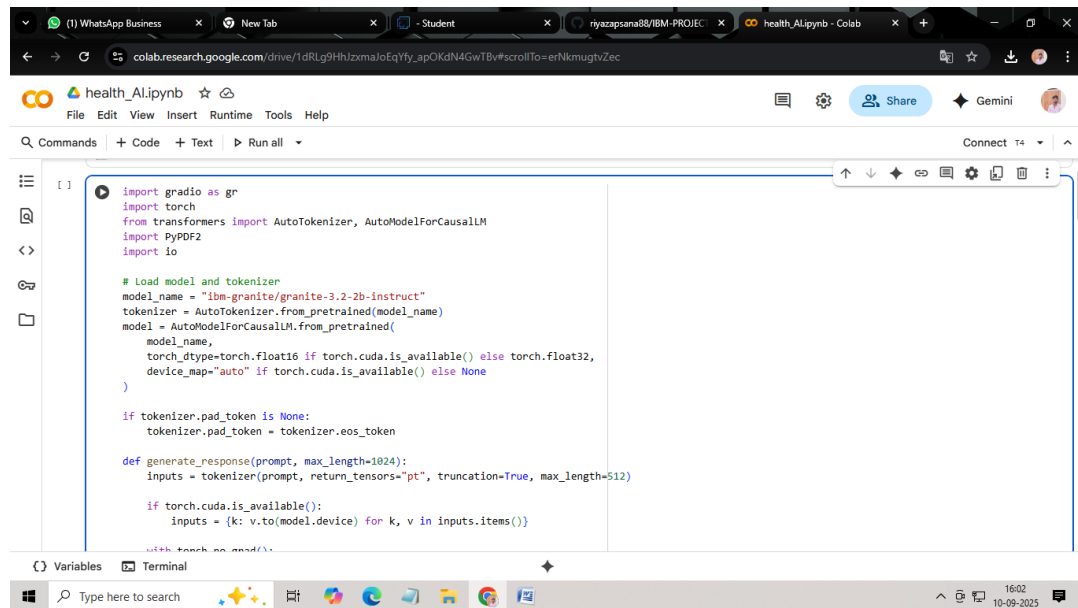 (1) WhatsApp Business
New Tab
- Student
riyazapsana88/IBM-PROJECT
health_AI.ipynb - Colab
colab.research.google.com/drive/1dRLg9HhJzxmaJoEqYfy_apOKdN4GwTBv#scrollTo=erNkmugtvZec
CO
health_AI.ipynb
File Edit View Insert Runtime Tools Help
Share
Gemini
Commands + Code + Text Run all
Connect T4
[ ]
import gradio as gr
import torch
from transformers import AutoTokenizer, AutoModelForCausalLM
import PyPDF2
import io
# Load model and tokenizer
model_name = "ibm-granite/granite-3.2-2b-instruct"
tokenizer = AutoTokenizer.from_pretrained(model_name)
model = AutoModelForCausalLM.from_pretrained(
model_name,
torch_dtype=torch.float16 if torch.cuda.is_available() else torch.float32,
device_map="auto" if torch.cuda.is_available() else None
)
if tokenizer.pad_token is None:
tokenizer.pad_token = tokenizer.eos_token
def generate_response(prompt, max_length=1024):
inputs = tokenizer(prompt, return_tensors="pt", truncation=True, max_length=512)
if torch.cuda.is_available():
inputs = {k: v.to(model.device) for k, v in inputs.items()}
with torch.no_grad():
{} Variables Terminal
Type here to search
16:02
10-09-2025